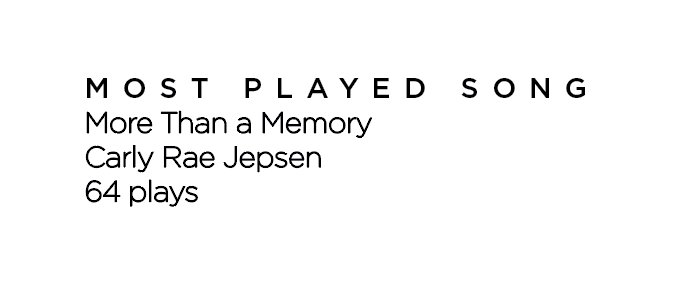 MOST PLAYED SONG
More Than a Memory
Carly Rae Jepsen
64 plays